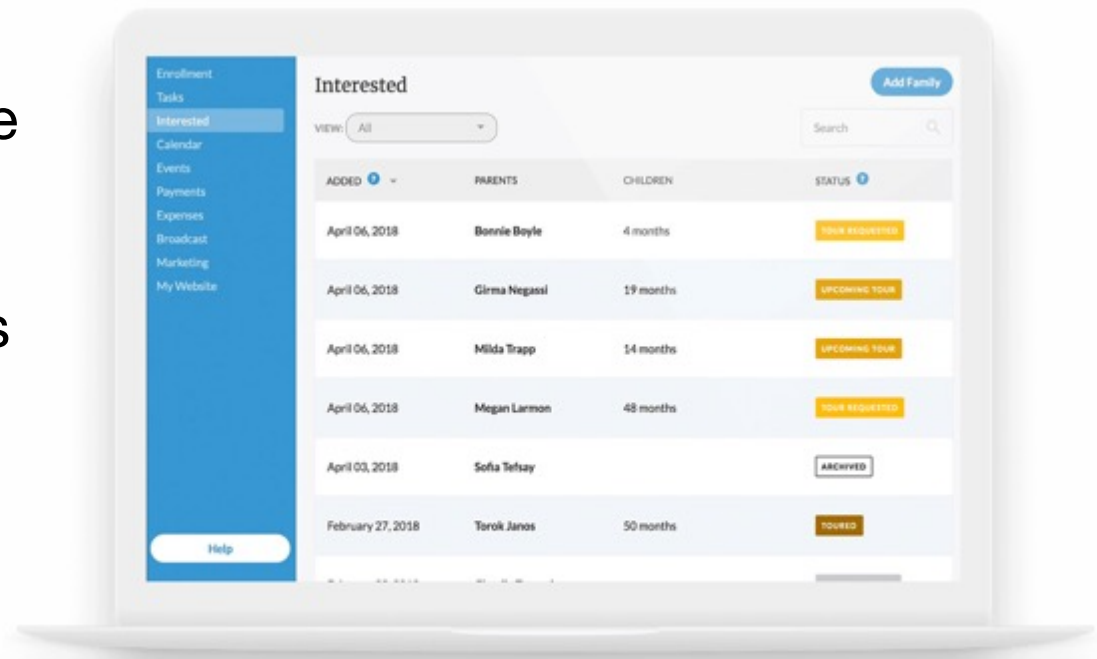 e
s
Enrollment
Tasks
Interested
Calendar
Events
Payments
Expenses
Broadcast
Marketing
My Website
Help
Interested
Add Family
VIEW: All
Search
ADDED ? PARENTS CHILDREN STATUS ?
April 06, 2018 Bonnie Boyle 4 months TOUR REQUESTED
April 06, 2018 Girma Negassi 19 months UPCOMING TOUR
April 06, 2018 Milda Trapp 14 months UPCOMING TOUR
April 06, 2018 Megan Larmon 48 months TOUR REQUESTED
April 03, 2018 Sofia Tefsay ARCHIVED
February 27, 2018 Torok Janos 50 months TOURED